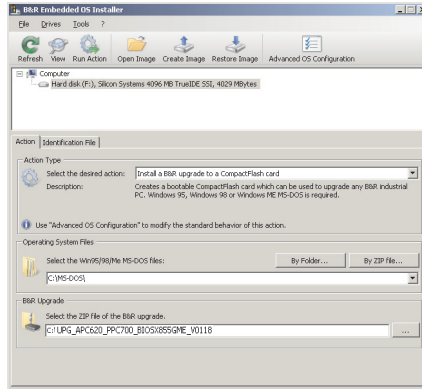 B&R Embedded OS Installer
File Drives Tools ?
Refresh View Run Action Open Image Create Image Restore Image Advanced OS Configuration
Computer
Hard disk (F:), Silicon Systems 4096 MB TrueIDE SSI, 4029 MBytes
Action Identification File
Action Type
Select the desired action: Install a B&R upgrade to a CompactFlash card
Description: Creates a bootable CompactFlash card which can be used to upgrade any B&R industrial
PC. Windows 95, Windows 98 or Windows ME MS-DOS is required.
Use "Advanced OS Configuration" to modify the standard behavior of this action.
Operating System Files
Select the Win95/98/Me MS-DOS files: By Folder... By ZIP file...
C:\MS-DOS\
B&R Upgrade
Select the ZIP file of the B&R upgrade.
C:\UPG_APC620_PPC700_BIOSX855GME_V0118 ...